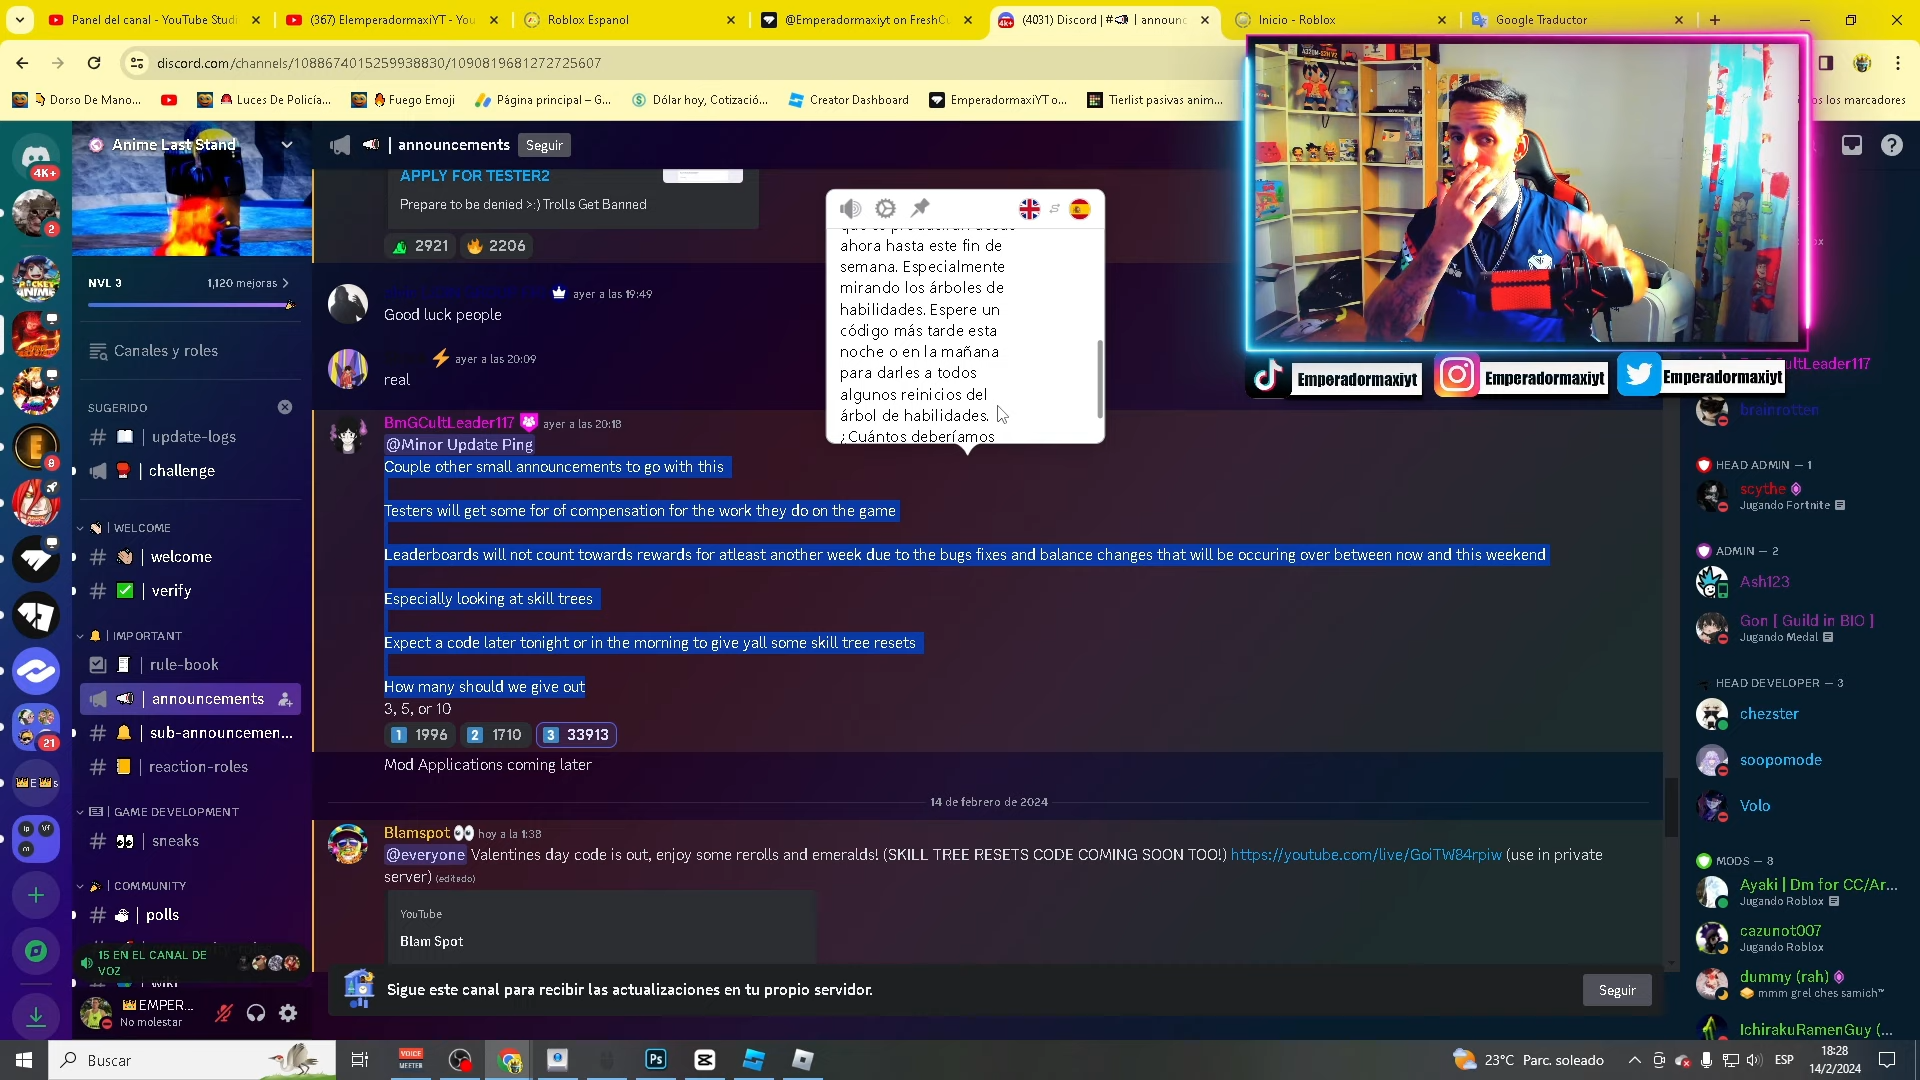 Panel del canal - YouTube Studi
(367) ElemperadormaxiYT - You
Roblox Espanol
@Emperadormaxiyt on FreshCu
(4031) Discord | #📣 | announc
Inicio - Roblox
Google Traductor
discord.com/channels/1088674015259938830/1090819681272725607
Dorso De Mano...
Luces De Policía...
Fuego Emoji
Página principal – G...
Dólar hoy, Cotizació...
Creator Dashboard
EmperadormaxiYT o...
Tierlist pasivas anim...
os los marcadores
4K+
2
8
21
Anime Last Stand
NVL 3
1,120 mejoras
Canales y roles
SUGERIDO
update-logs
challenge
WELCOME
welcome
verify
IMPORTANT
rule-book
announcements
sub-announcemen...
reaction-roles
GAME DEVELOPMENT
sneaks
COMMUNITY
polls
15 EN EL CANAL DE
VOZ
EMPER...
No molestar
announcements
Seguir
APPLY FOR TESTER2
Prepare to be denied >:) Trolls Get Banned
2921
2206
ayer a las 19:49
Good luck people
ayer a las 20:09
real
BmGCultLeader117
ayer a las 20:18
@Minor Update Ping
Couple other small announcements to go with this
Testers will get some for of compensation for the work they do on the game
Leaderboards will not count towards rewards for atleast another week due to the bugs fixes and balance changes that will be occuring over between now and this weekend
Especially looking at skill trees
Expect a code later tonight or in the morning to give yall some skill tree resets
How many should we give out
3, 5, or 10
1 1996
2 1710
3 33913
Mod Applications coming later
14 de febrero de 2024
Blamspot
hoy a la 1:38
@everyone Valentines day code is out, enjoy some rerolls and emeralds! (SKILL TREE RESETS CODE COMING SOON TOO!) https://youtube.com/live/GoiTW84rpiw (use in private
server) (editado)
YouTube
Blam Spot
Sigue este canal para recibir las actualizaciones en tu propio servidor.
Seguir
ahora hasta este fin de
semana. Especialmente
mirando los árboles de
habilidades. Espere un
código más tarde esta
noche o en la mañana
para darles a todos
algunos reinicios del
árbol de habilidades.
¿Cuántos deberíamos
Emperadormaxiyt
Emperadormaxiyt
Emperadormaxiyt
ultLeader117
brainrotten
HEAD ADMIN — 1
scythe
Jugando Fortnite
ADMIN — 2
Ash123
Gon [ Guild in BIO ]
Jugando Medal
HEAD DEVELOPER — 3
chezster
soopomode
Volo
MODS — 8
Ayaki | Dm for CC/Ar...
Jugando Roblox
cazunot007
Jugando Roblox
dummy (rah)
mmm grel ches samich™
IchirakuRamenGuy (...
Buscar
VOICE
MEETER
Ps
23°C Parc. soleado
ESP
18:28
14/2/2024